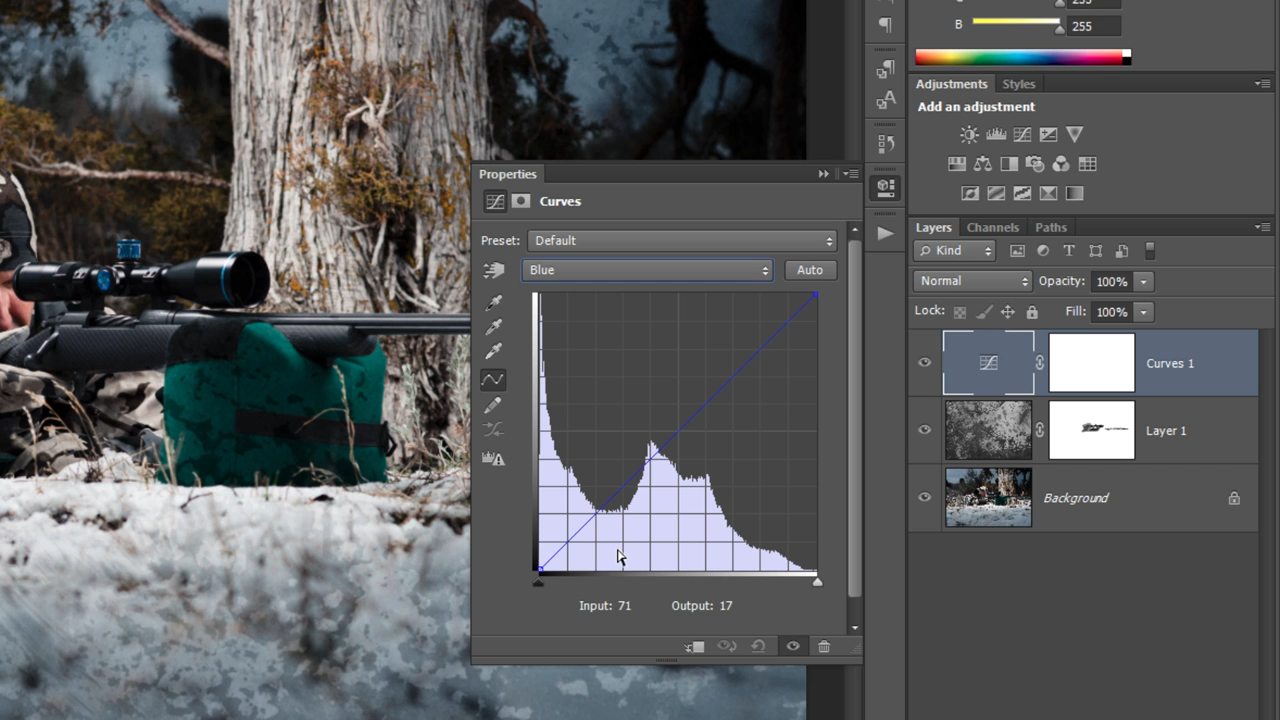 255
B 255
Adjustments Styles
Add an adjustment
Properties
Curves
Preset: Default
Blue Auto
Input: 71 Output: 17
Layers Channels Paths
Kind
Normal Opacity: 100%
Lock: Fill: 100%
Curves 1
Layer 1
Background